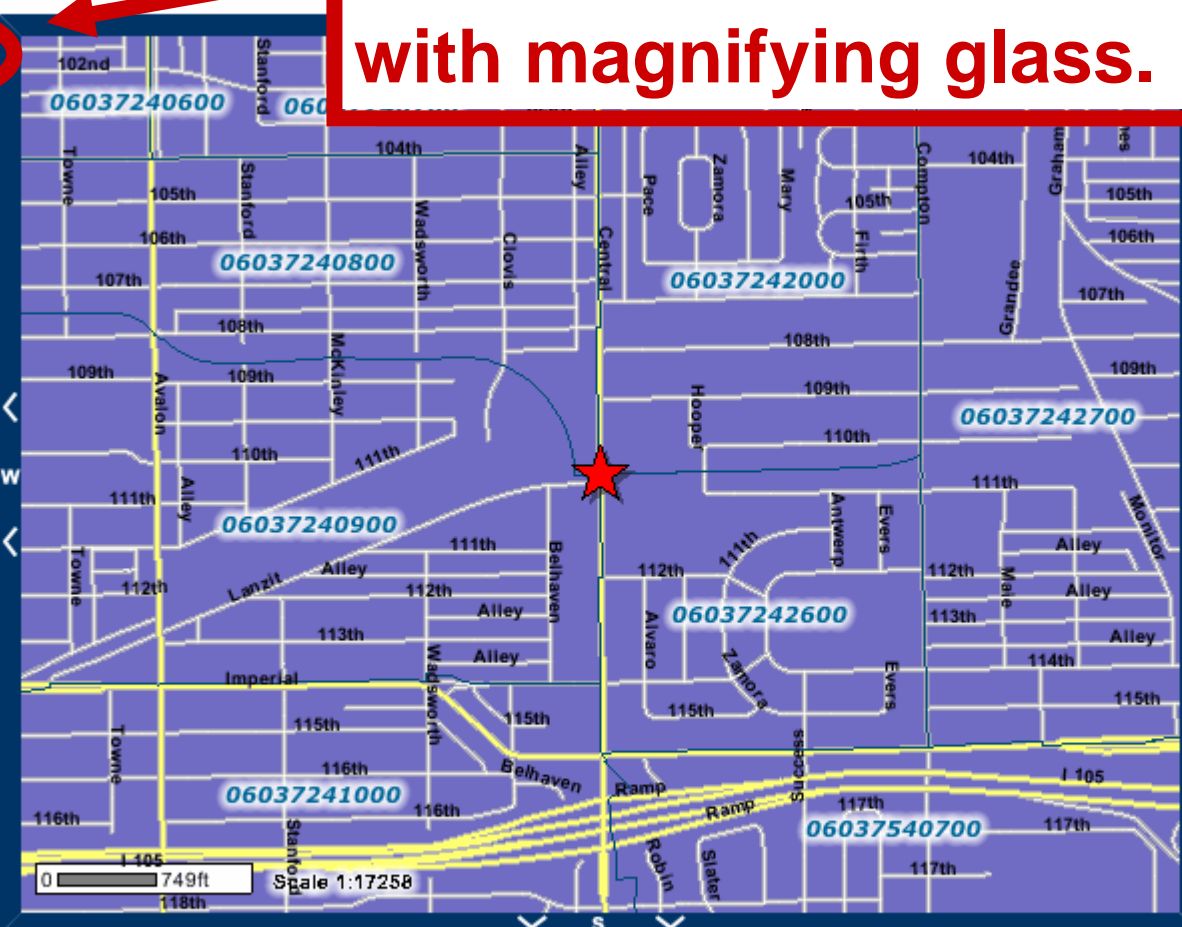 with magnifying glass.
102nd
Stanford
06037240600
060
104th
Alley
Towne
Stanford
105th
Wadsworth
106th
Clovis
Central
06037240800
107th
108th
McKinley
Pace
Zamora
Mary
105th
Firth
Compton
104th
Graham
nes
105th
106th
06037242000
Grandee
107th
108th
109th
109th
109th
109th
Avalon
Hooper
06037242700
110th
110th
111th
111th
Alley
111th
06037240900
Antwerp
Evers
Monitor
W
Towne
111th
Belhaven
111th
Alley
112th
Lanzit
Alley
112th
112th
112th
Maie
Alley
Alley
Alvaro
06037242600
113th
113th
Alley
Alley
Wadsworth
Zamora
Evers
114th
Imperial
115th
115th
115th
115th
Towne
Success
116th
Belhaven
Ramp
I 105
06037241000
116th
116th
Ramp
117th
06037540700
117th
Stanford
Robin
Slater
I 105
117th
0
749ft
Scale 1:17258
118th
S